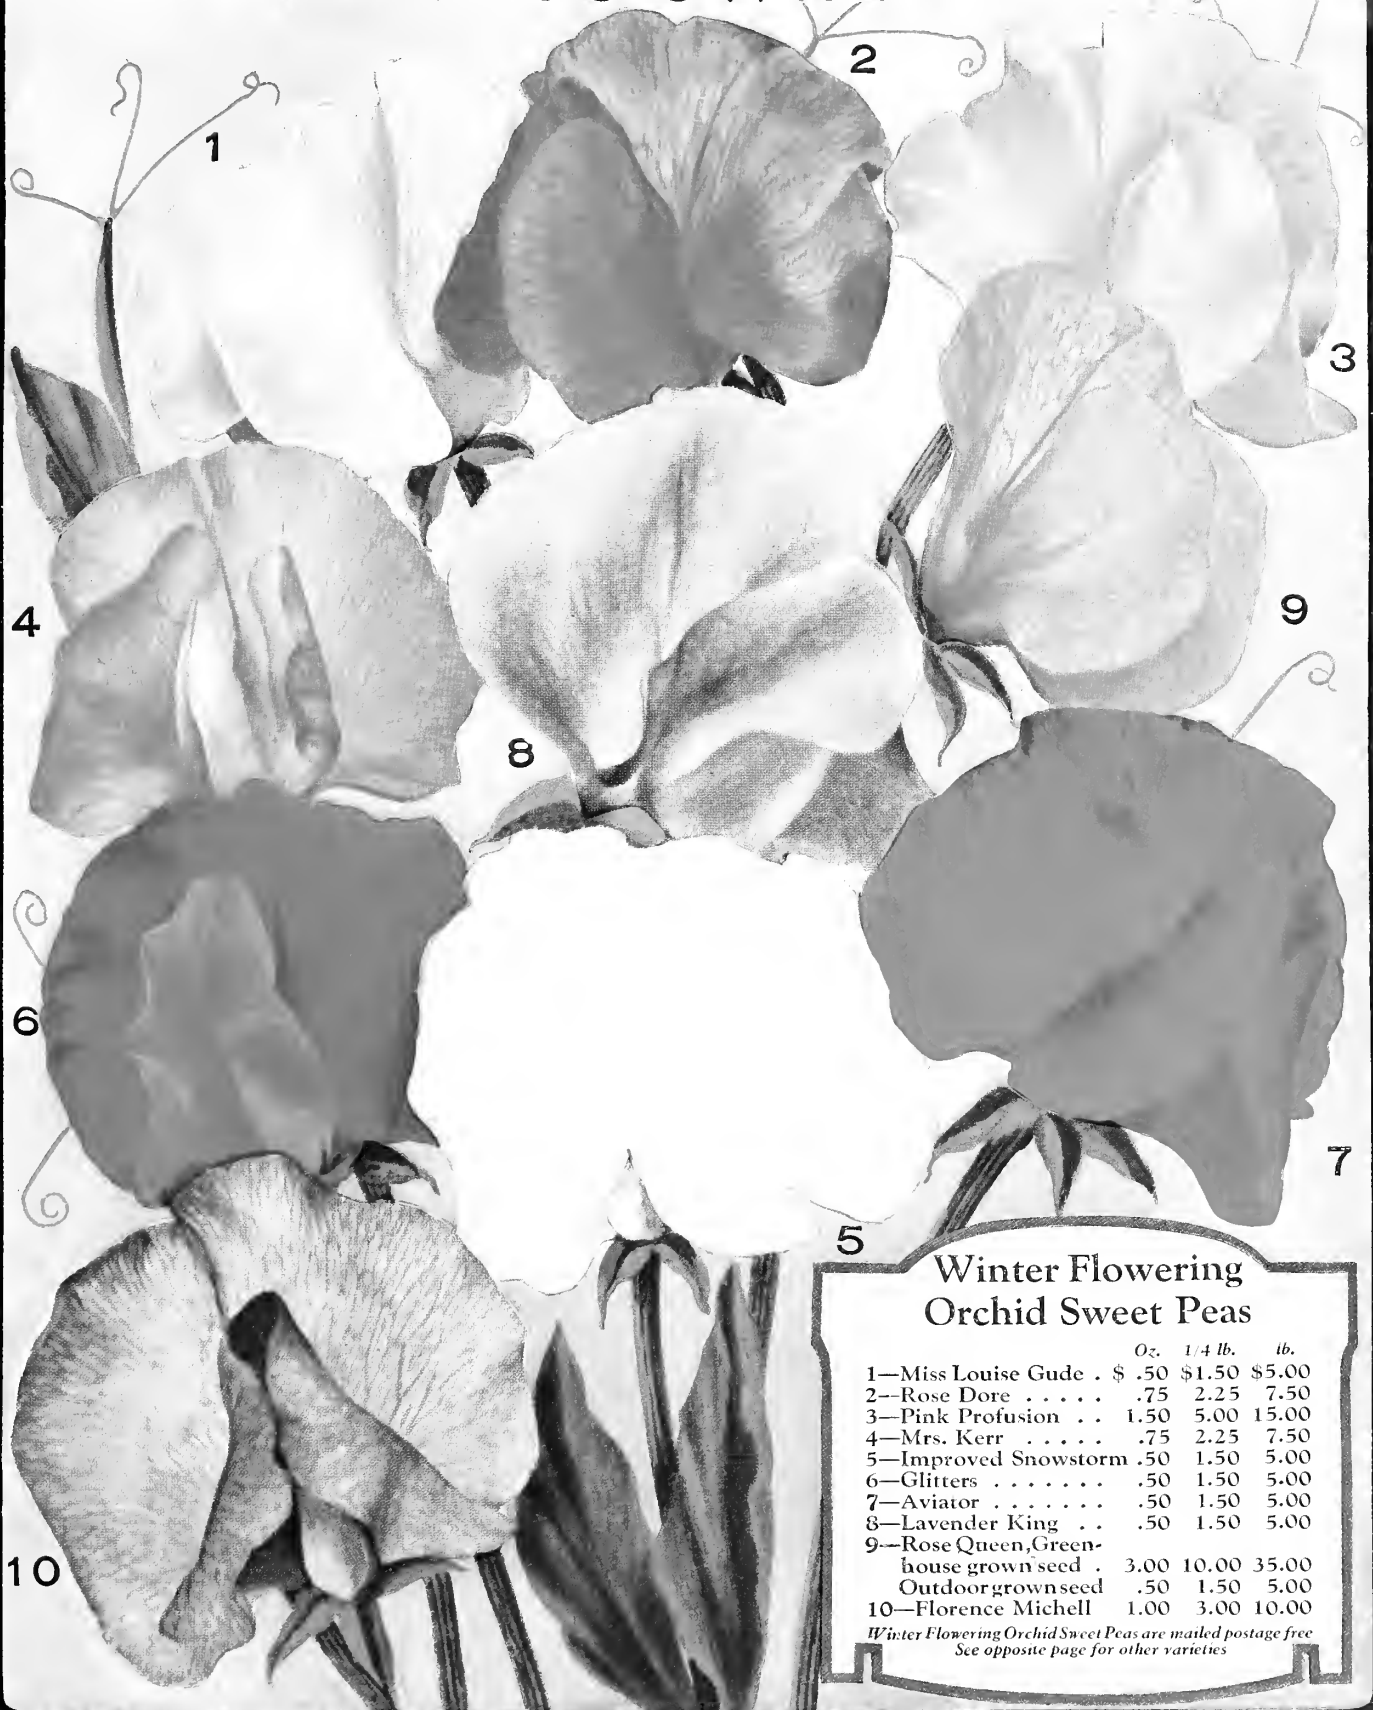 2
1
3
4
9
8
6
7
5
10
Winter Flowering
Orchid Sweet Peas
Oz. 1/4 lb. lb.
1—Miss Louise Gude . $ .50 $1.50 $5.00
2—Rose Dore . . . . . .75 2.25 7.50
3—Pink Profusion . . 1.50 5.00 15.00
4—Mrs. Kerr . . . . . .75 2.25 7.50
5—Improved Snowstorm .50 1.50 5.00
6—Glitters . . . . . . . .50 1.50 5.00
7—Aviator . . . . . . . .50 1.50 5.00
8—Lavender King . . .50 1.50 5.00
9—Rose Queen, Green-
house grown seed . 3.00 10.00 35.00
Outdoor grown seed .50 1.50 5.00
10—Florence Michell 1.00 3.00 10.00
Winter Flowering Orchid Sweet Peas are mailed postage free
See opposite page for other varieties